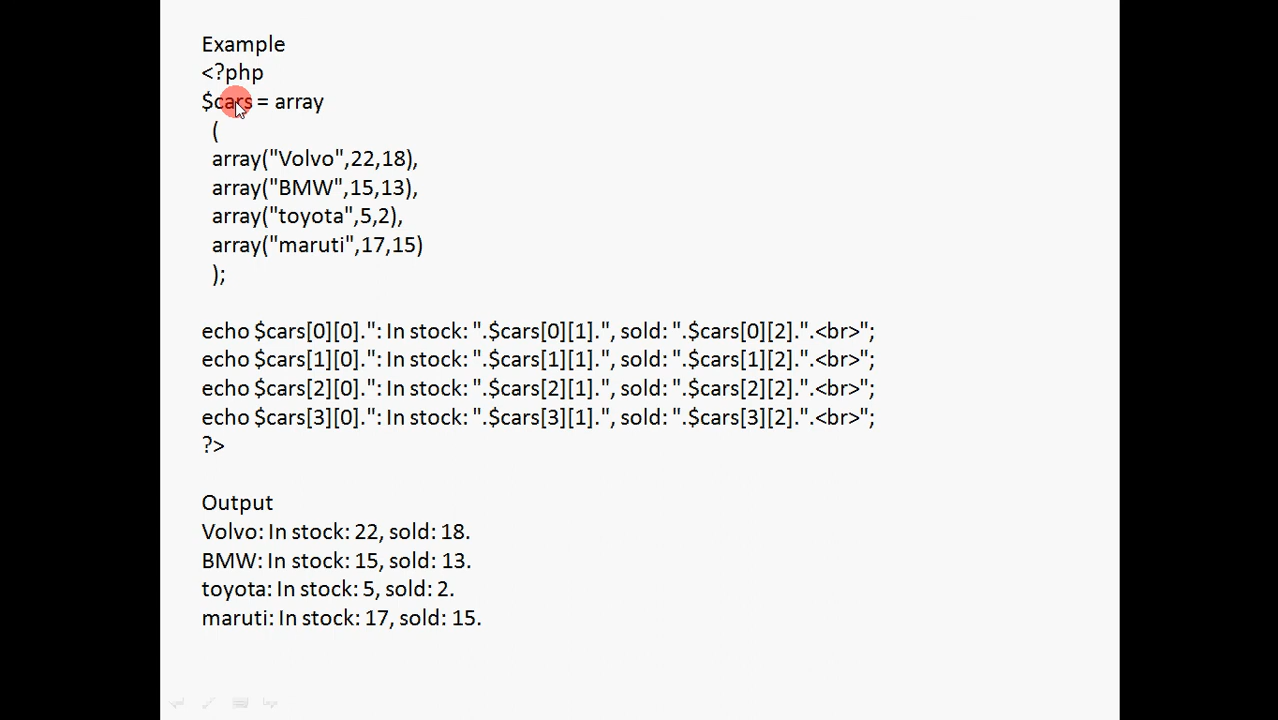 Example
<?php
$cars = array
(
array("Volvo",22,18),
array("BMW",15,13),
array("toyota",5,2),
array("maruti",17,15)
);
echo $cars[0][0].": In stock: ".$cars[0][1].", sold: ".$cars[0][2].".<br>";
echo $cars[1][0].": In stock: ".$cars[1][1].", sold: ".$cars[1][2].".<br>";
echo $cars[2][0].": In stock: ".$cars[2][1].", sold: ".$cars[2][2].".<br>";
echo $cars[3][0].": In stock: ".$cars[3][1].", sold: ".$cars[3][2].".<br>";
?>
Output
Volvo: In stock: 22, sold: 18.
BMW: In stock: 15, sold: 13.
toyota: In stock: 5, sold: 2.
maruti: In stock: 17, sold: 15.